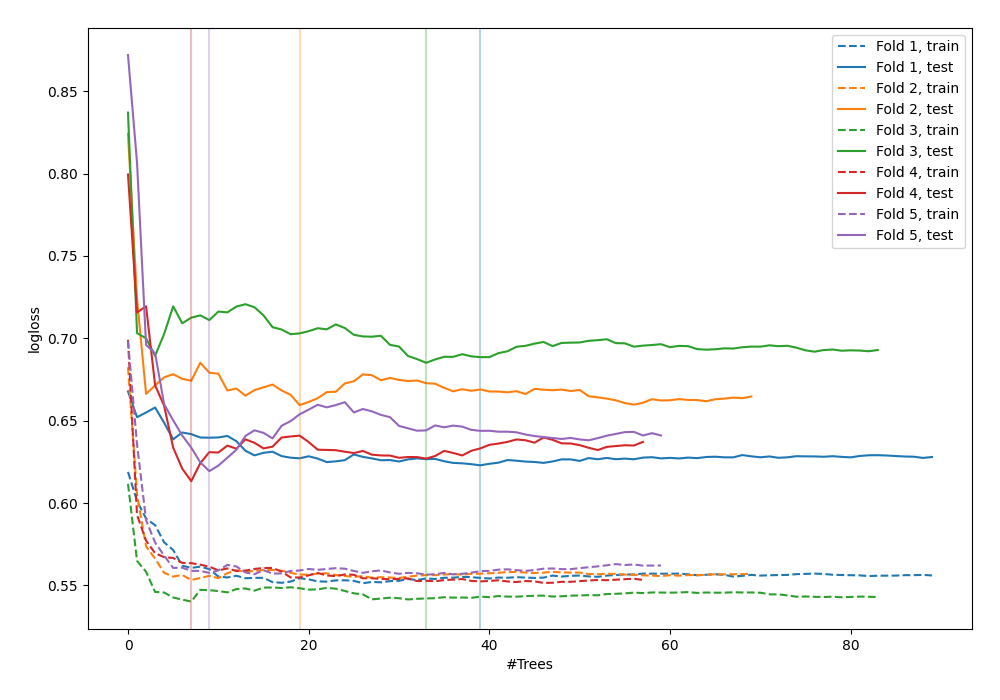 Fold 1, train
Fold 1, test
Fold 2, train
Fold 2, test
Fold 3, train
Fold 3, test
Fold 4, train
Fold 4, test
Fold 5, train
Fold 5, test
logloss
0.85
0.80
0.75
0.70
0.65
0.60
0.55
0 20 40 60 80
#Trees